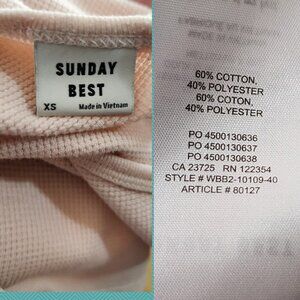 SUNDAY
BEST
XS
Made in Vietnam
60% COTTON,
40% POLYESTER
60% COTON,
40% POLYESTER
PO 4500130636
PO 4500130637
PO 4500130638
CA 23725 RN 122354
STYLE # WBB2-10109-40
ARTICLE # 80127